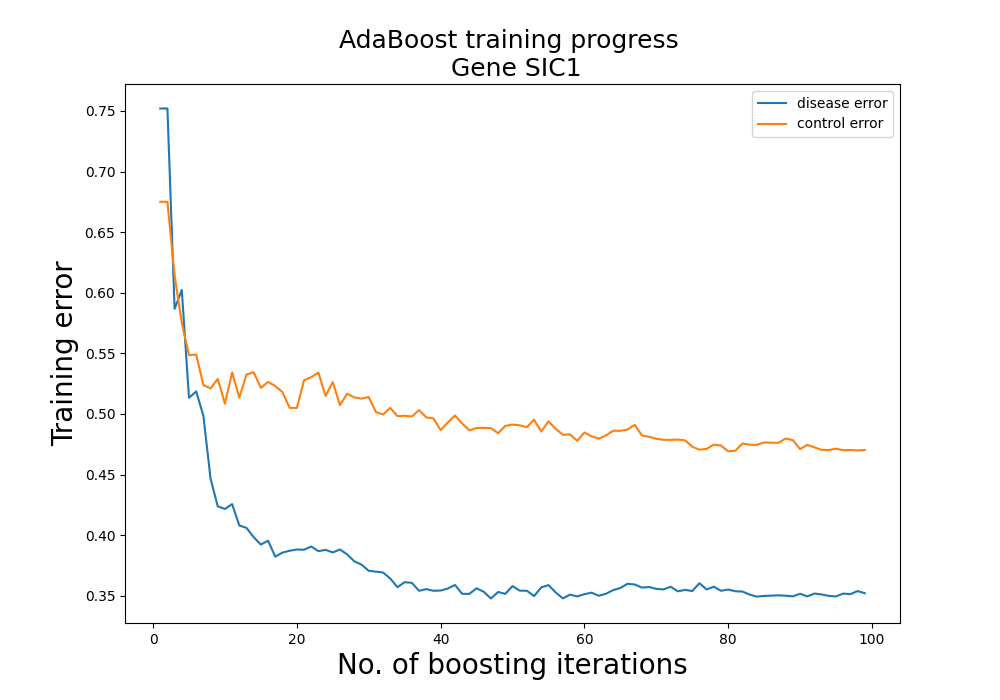 AdaBoost training progress
Gene SIC1
disease error
control error
Training error
0.75
0.70
0.65
0.60
0.55
0.50
0.45
0.40
0.35
0 20 40 60 80 100
No. of boosting iterations